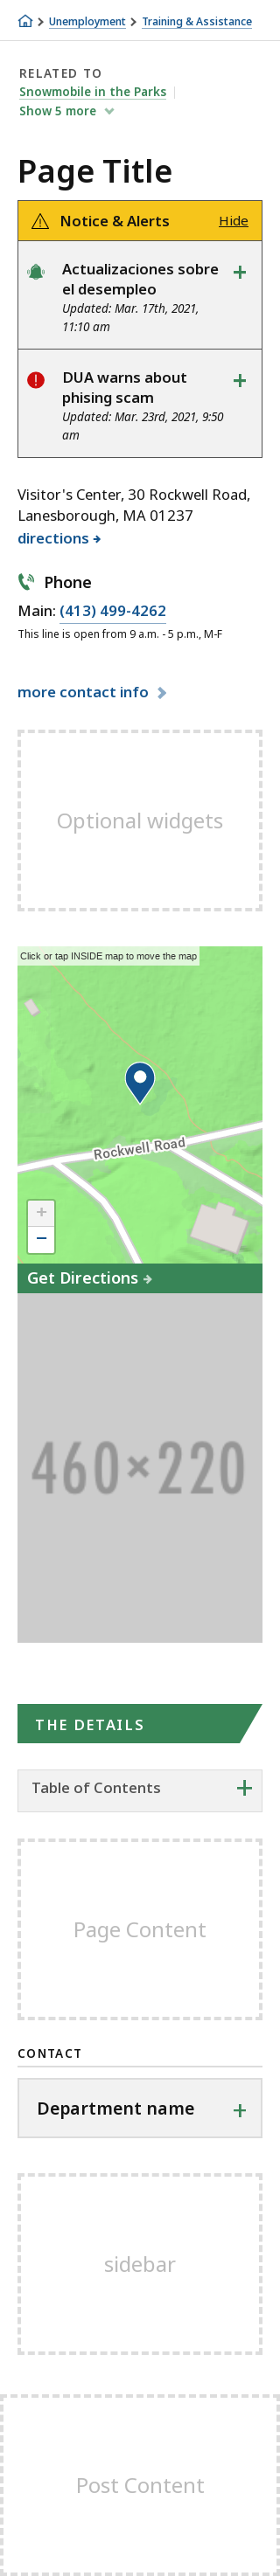 Unemployment Training & Assistance
RELATED TO
Snowmobile in the Parks
Show 5 more
Page Title
Notice & Alerts Hide
Actualizaciones sobre
el desempleo
Updated: Mar. 17th, 2021,
11:10 am
DUA warns about
phising scam
Updated: Mar. 23rd, 2021, 9:50
am
Visitor's Center, 30 Rockwell Road,
Lanesborough, MA 01237
directions
Phone
Main: (413) 499-4262
This line is open from 9 a.m. - 5 p.m., M-F
more contact info
Optional widgets
Click or tap INSIDE map to move the map
Rockwell Road
+
−
Get Directions
460×220
THE DETAILS
Table of Contents
Page Content
CONTACT
Department name
sidebar
Post Content